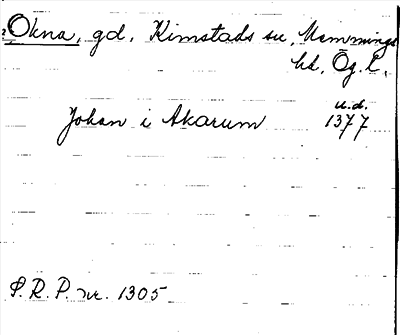 Okna, gd, Kimstads sn, Memmings
hd, Ög. l.
u.d.
Johan i Akarum 1377
S. R. P. nr. 1305